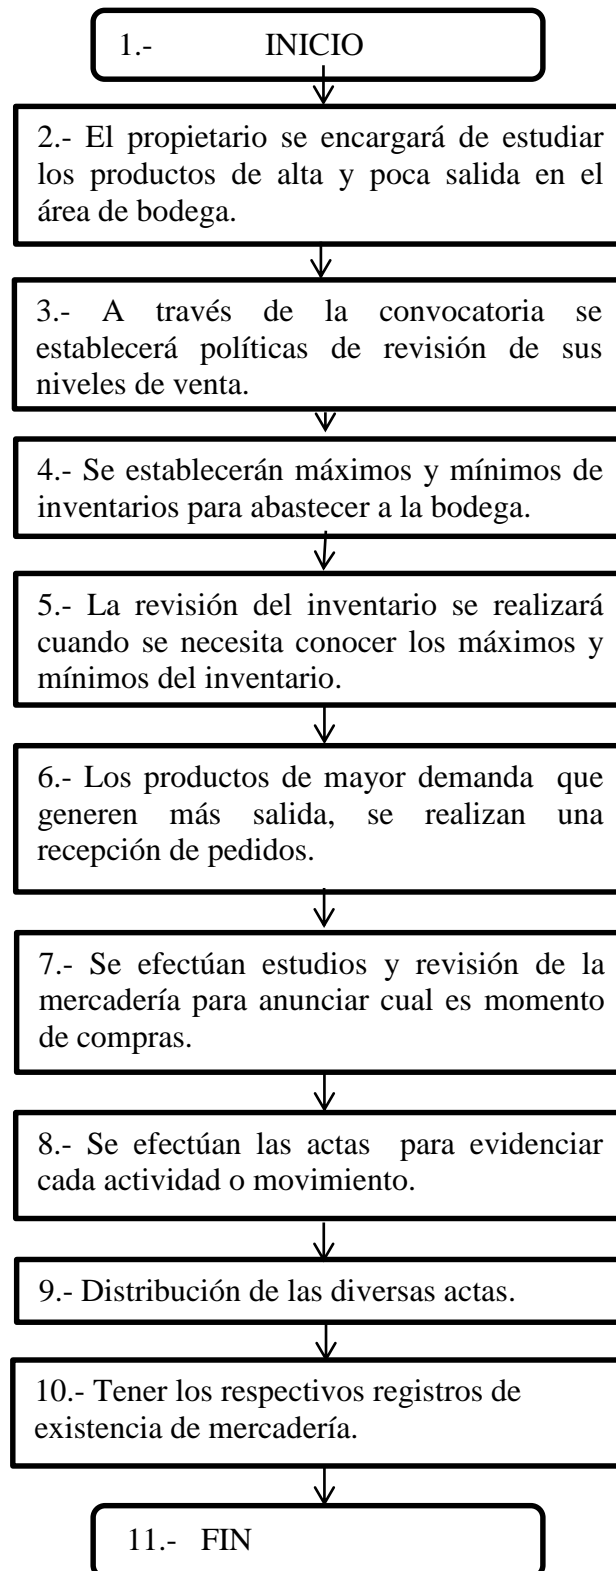 1.- INICIO
2.- El propietario se encargará de estudiar
los productos de alta y poca salida en el
área de bodega.
3.- A través de la convocatoria se
establecerá políticas de revisión de sus
niveles de venta.
4.- Se establecerán máximos y mínimos de
inventarios para abastecer a la bodega.
5.- La revisión del inventario se realizará
cuando se necesita conocer los máximos y
mínimos del inventario.
6.- Los productos de mayor demanda que
generen más salida, se realizan una
recepción de pedidos.
7.- Se efectúan estudios y revisión de la
mercadería para anunciar cual es momento
de compras.
8.- Se efectúan las actas para evidenciar
cada actividad o movimiento.
9.- Distribución de las diversas actas.
10.- Tener los respectivos registros de
existencia de mercadería.
11.- FIN